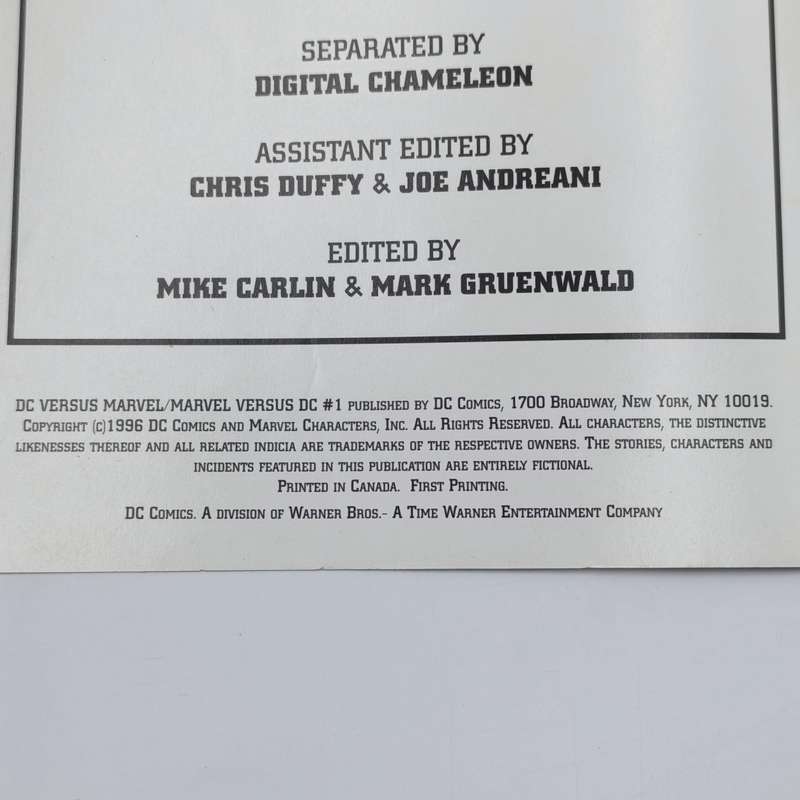 SEPARATED BY
DIGITAL CHAMELEON
ASSISTANT EDITED BY
CHRIS DUFFY & JOE ANDREANI
EDITED BY
MIKE CARLIN & MARK GRUENWALD
DC VERSUS MARVEL/MARVEL VERSUS DC #1 PUBLISHED BY DC COMICS, 1700 BROADWAY, NEW YORK, NY 10019.
COPYRIGHT (C)1996 DC COMICS AND MARVEL CHARACTERS, INC. ALL RIGHTS RESERVED. ALL CHARACTERS, THE DISTINCTIVE
LIKENESSES THEREOF AND ALL RELATED INDICIA ARE TRADEMARKS OF THE RESPECTIVE OWNERS. THE STORIES, CHARACTERS AND
INCIDENTS FEATURED IN THIS PUBLICATION ARE ENTIRELY FICTIONAL.
PRINTED IN CANADA. FIRST PRINTING.
DC COMICS. A DIVISION OF WARNER BROS.- A TIME WARNER ENTERTAINMENT COMPANY